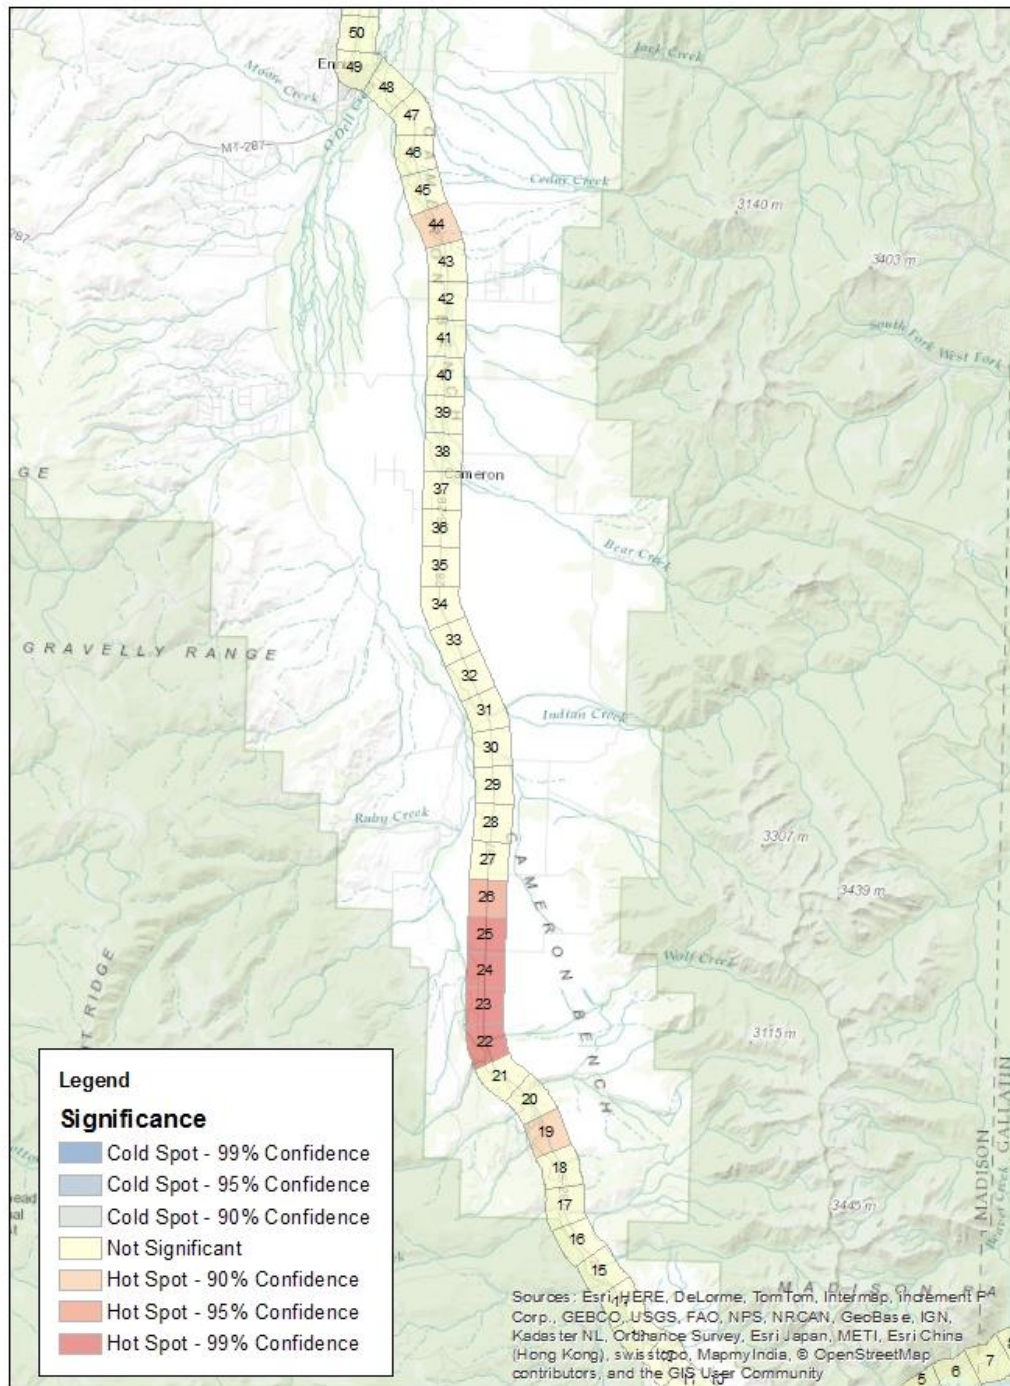 50
49
48
Moore Creek
Jack Creek
47
MT-287
46
Cedar Creek
45
287
44
3140 m
43
3403 m
42
41
South Fork West Fork
40
39
38
Cameron
37
36
Bear Creek
35
34
33
GRAVELLY RANGE
32
31
Indian Creek
30
29
28
Ruby Creek
27
3307 m
26
3439 m
CAMERON BENCH
25
24
Wolf Creek
23
3115 m
22
21
20
19
18
17
3445 m
16
15
MADISON
GALLATIN
Legend
Significance
Cold Spot - 99% Confidence
Cold Spot - 95% Confidence
Cold Spot - 90% Confidence
Not Significant
Hot Spot - 90% Confidence
Hot Spot - 95% Confidence
Hot Spot - 99% Confidence
Sources: Esri, HERE, DeLorme, TomTom, Intermap, increment P
Corp., GEBCO, USGS, FAO, NPS, NRCAN, GeoBase, IGN,
Kadaster NL, Ordnance Survey, Esri Japan, METI, Esri China
(Hong Kong), swisstopo, MapmyIndia, © OpenStreetMap
contributors, and the GIS User Community
5
6
7